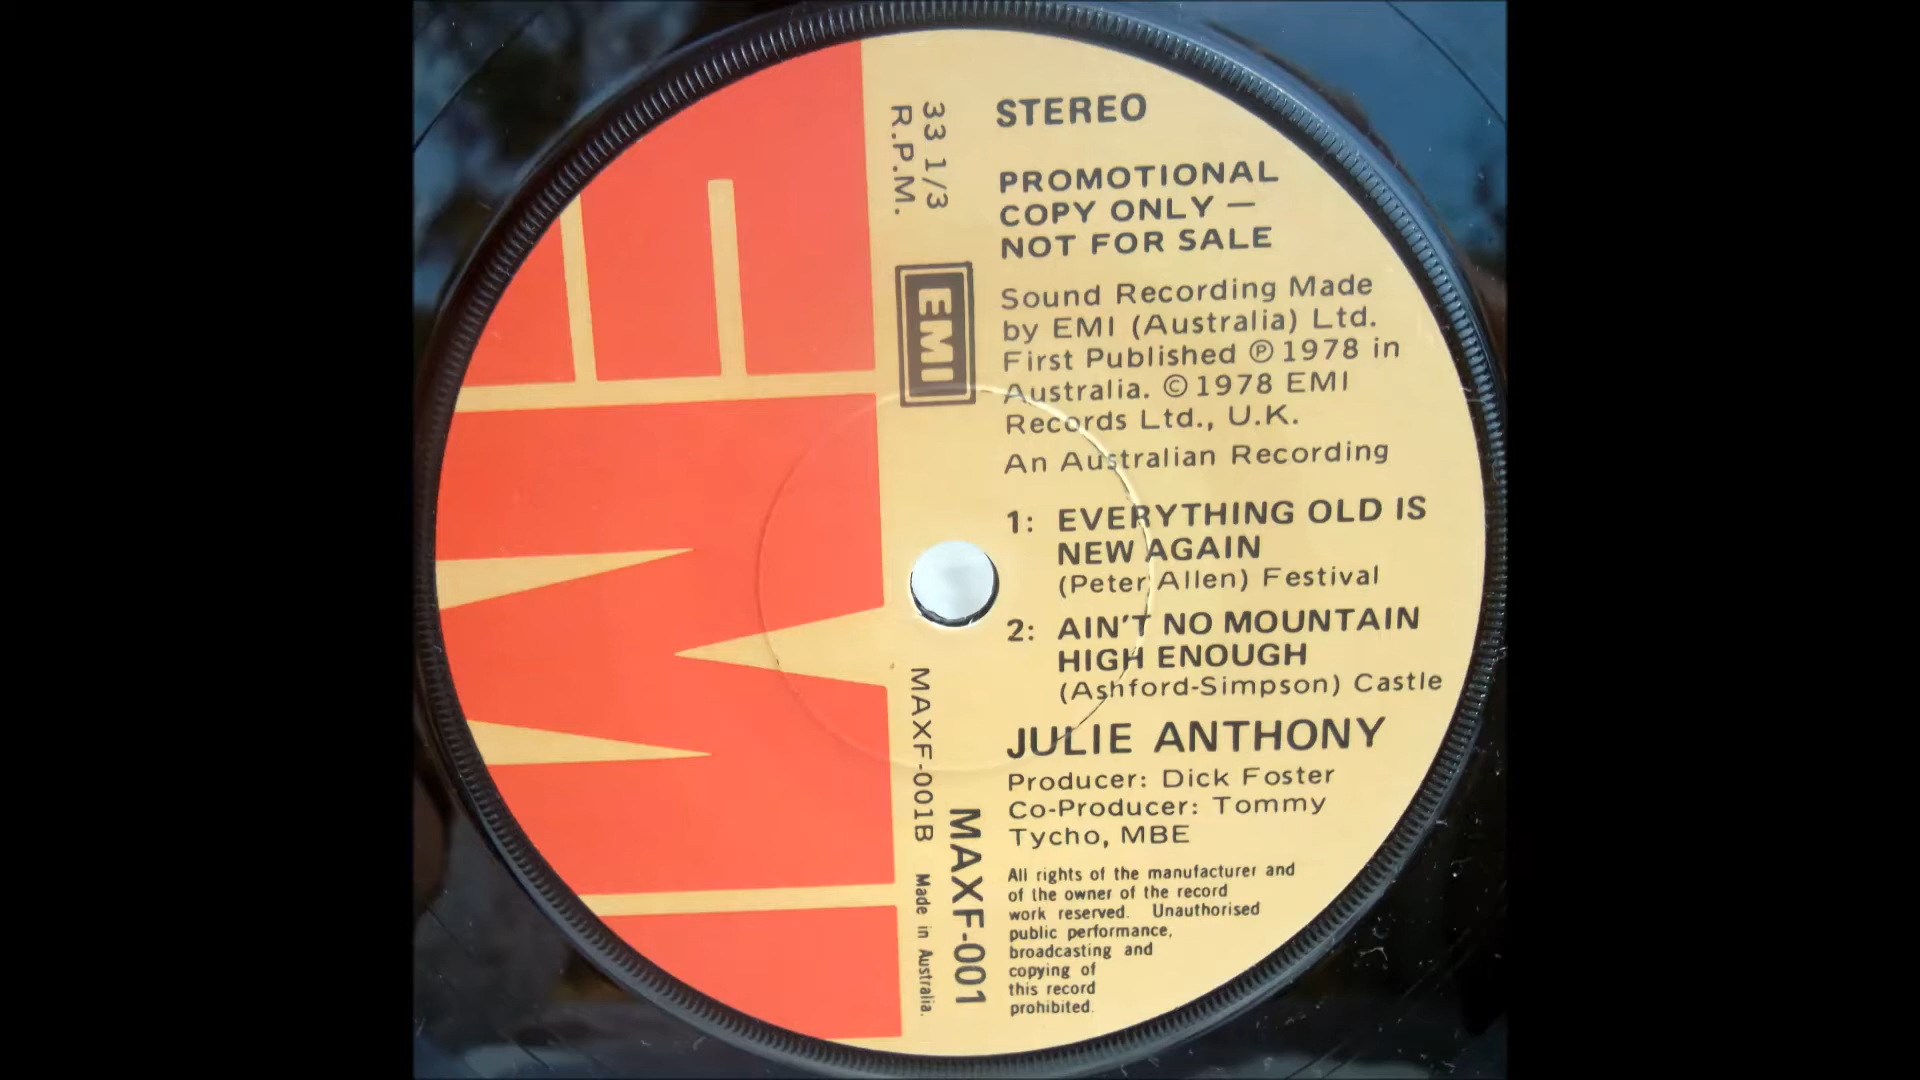 STEREO
33 1/3
R.P.M.
PROMOTIONAL
COPY ONLY —
NOT FOR SALE
EMI
Sound Recording Made
by EMI (Australia) Ltd.
First Published ℗ 1978 in
Australia. © 1978 EMI
Records Ltd., U.K.
An Australian Recording
1: EVERYTHING OLD IS
NEW AGAIN
(Peter Allen) Festival
2: AIN'T NO MOUNTAIN
HIGH ENOUGH
(Ashford-Simpson) Castle
JULIE ANTHONY
Producer: Dick Foster
Co-Producer: Tommy
Tycho, MBE
MAXF-001
MAXF-001B Made in Australia.
All rights of the manufacturer and
of the owner of the record
work reserved. Unauthorised
public performance,
broadcasting and
copying of
this record
prohibited.
EMI